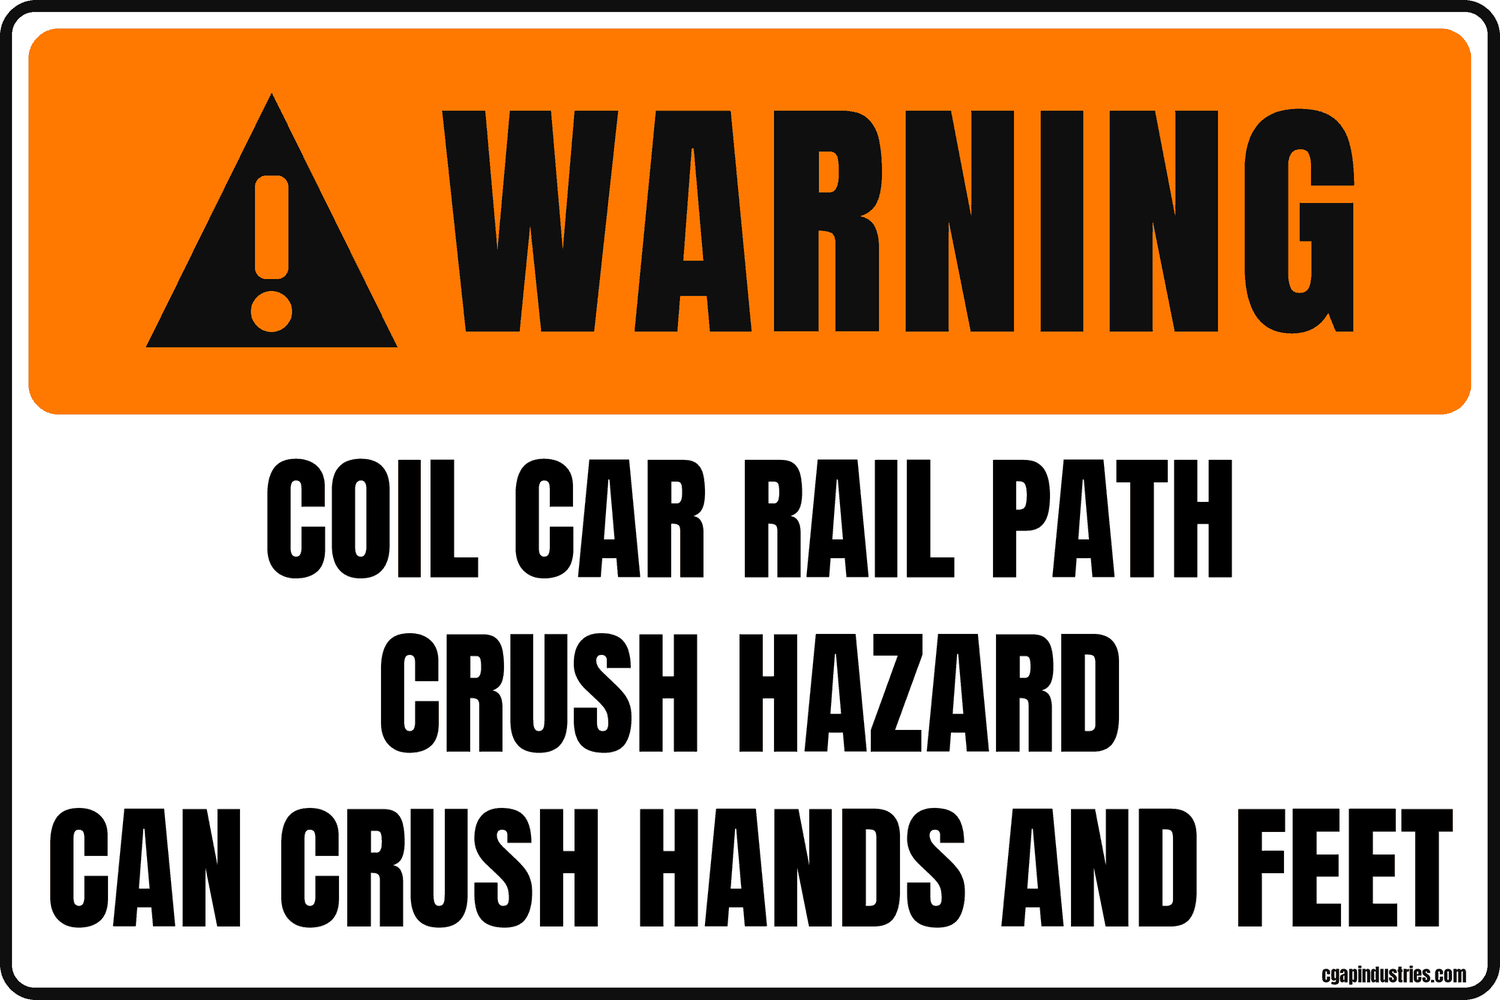 WARNING
COIL CAR RAIL PATH
CRUSH HAZARD
CAN CRUSH HANDS AND FEET
cgapindustries.com